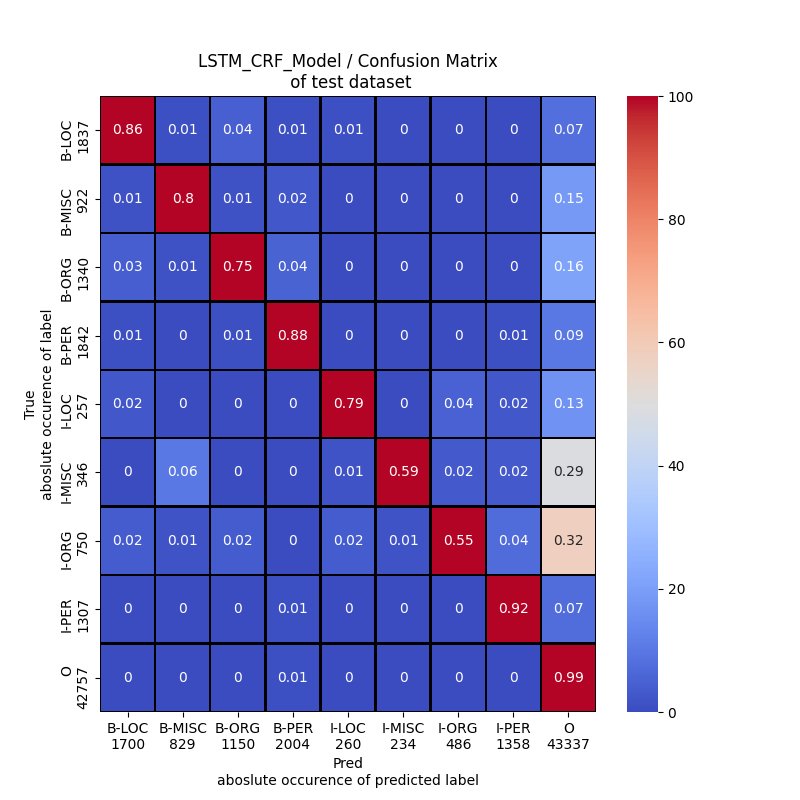 LSTM_CRF_Model / Confusion Matrix
of test dataset
True
aboslute occurence of label
B-LOC
1837
0.86 0.01 0.04 0.01 0.01 0 0 0 0.07
B-MISC
922
0.01 0.8 0.01 0.02 0 0 0 0 0.15
B-ORG
1340
0.03 0.01 0.75 0.04 0 0 0 0 0.16
B-PER
1842
0.01 0 0.01 0.88 0 0 0 0.01 0.09
I-LOC
257
0.02 0 0 0 0.79 0 0.04 0.02 0.13
I-MISC
346
0 0.06 0 0 0.01 0.59 0.02 0.02 0.29
I-ORG
750
0.02 0.01 0.02 0 0.02 0.01 0.55 0.04 0.32
I-PER
1307
0 0 0 0.01 0 0 0 0.92 0.07
O
42757
0 0 0 0.01 0 0 0 0 0.99
B-LOC B-MISC B-ORG B-PER I-LOC I-MISC I-ORG I-PER O
1700 829 1150 2004 260 234 486 1358 43337
Pred
aboslute occurence of predicted label
100
80
60
40
20
0